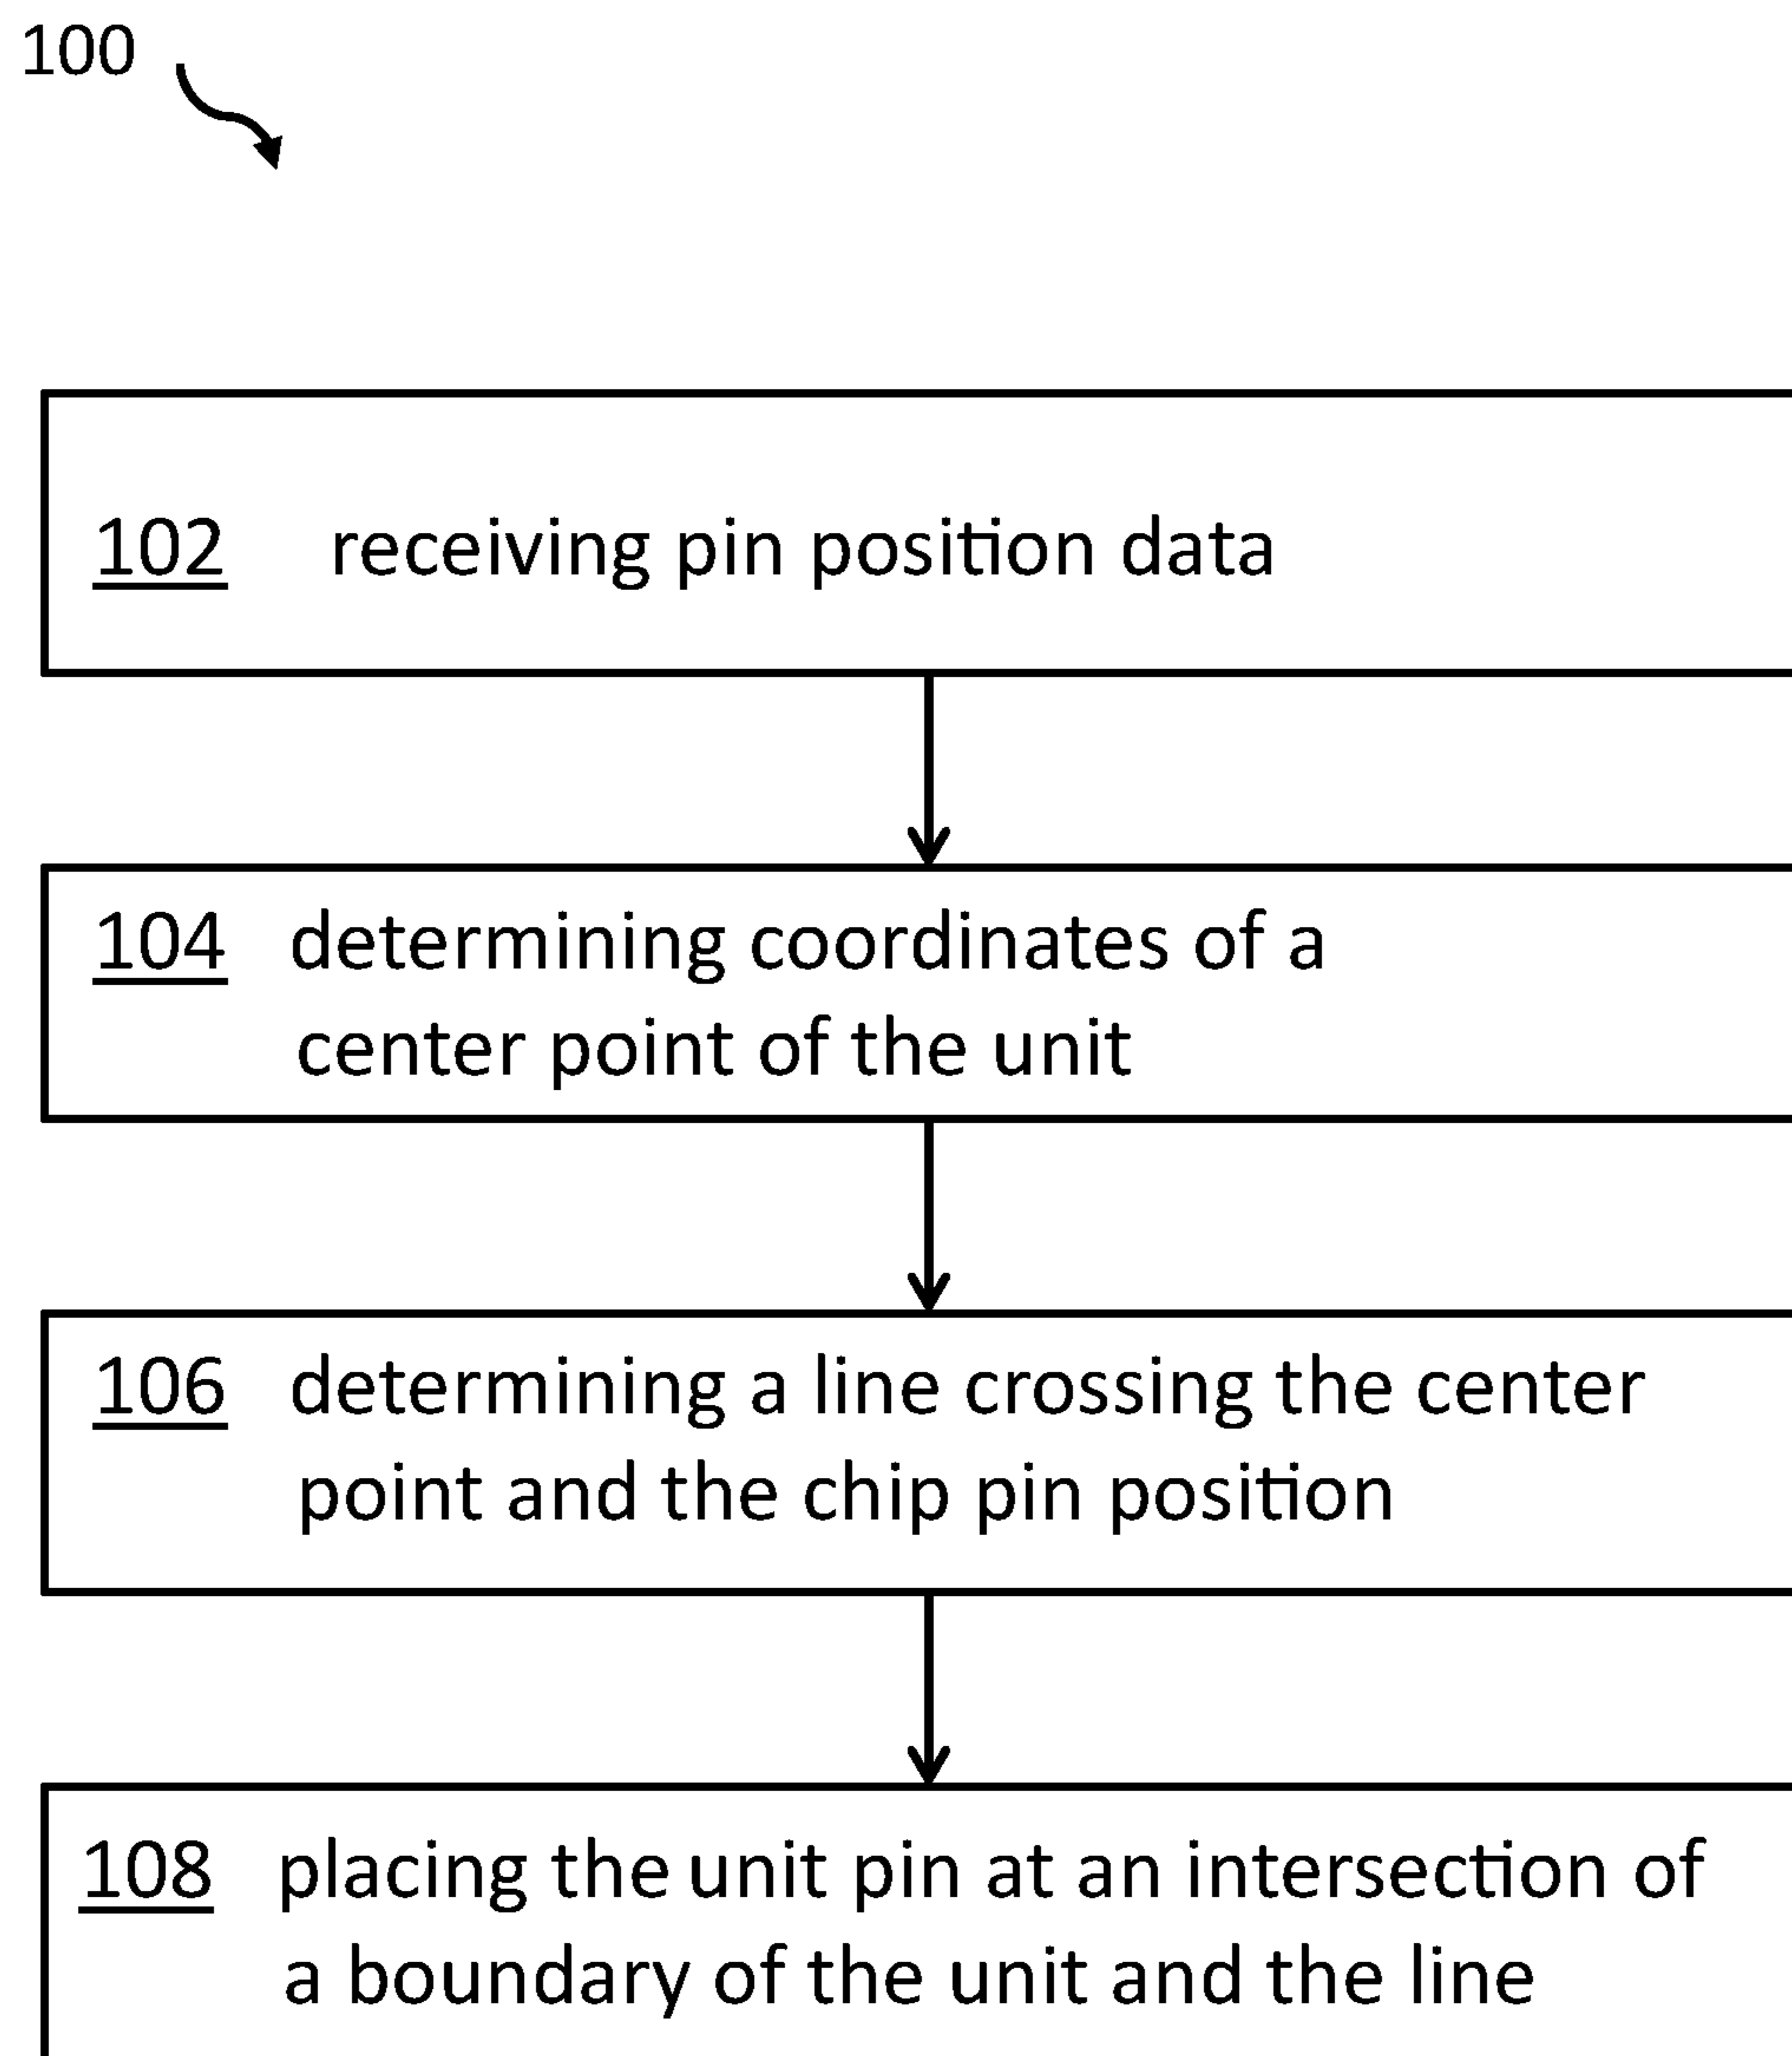 100
102 receiving pin position data
104 determining coordinates of a
center point of the unit
106 determining a line crossing the center
point and the chip pin position
108 placing the unit pin at an intersection of
a boundary of the unit and the line